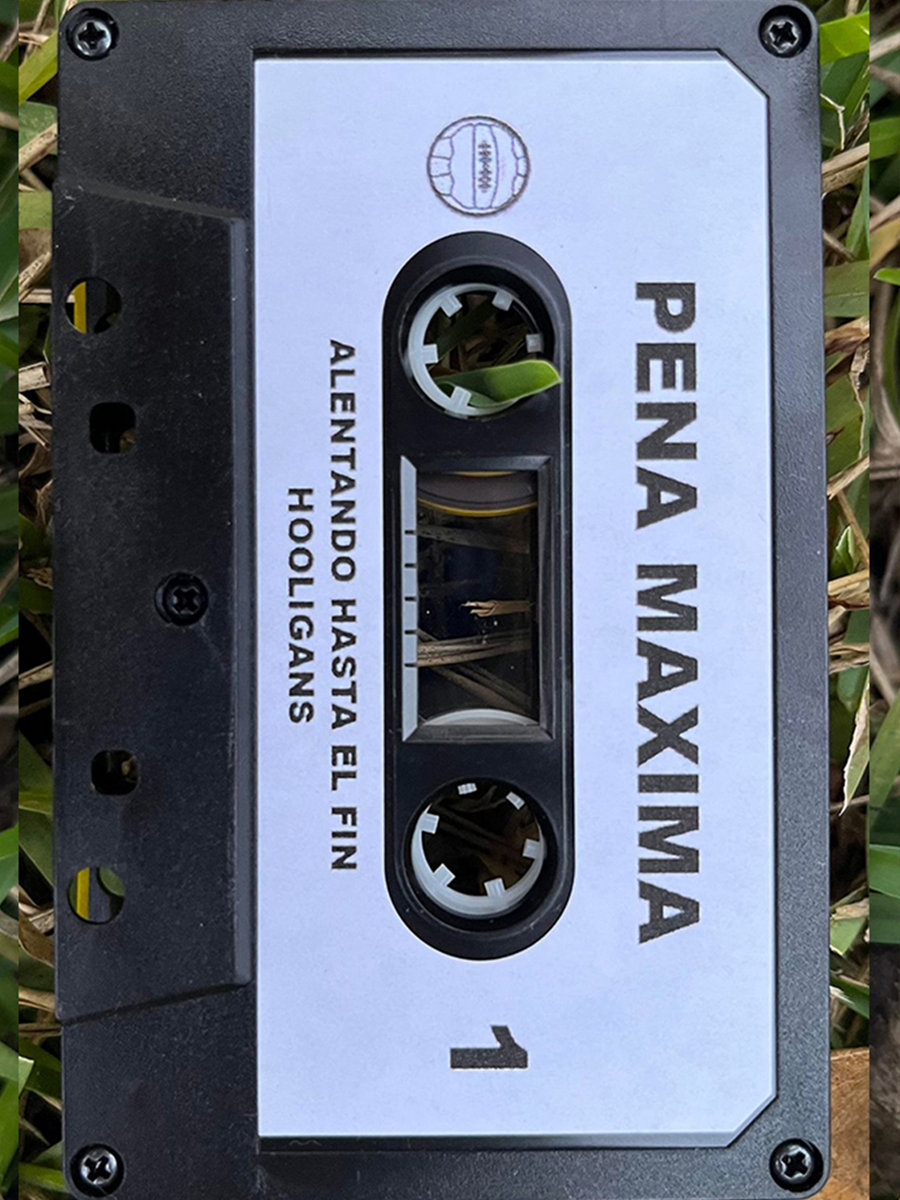 PENA MAXIMA
1
ALENTANDO HASTA EL FIN
HOOLIGANS